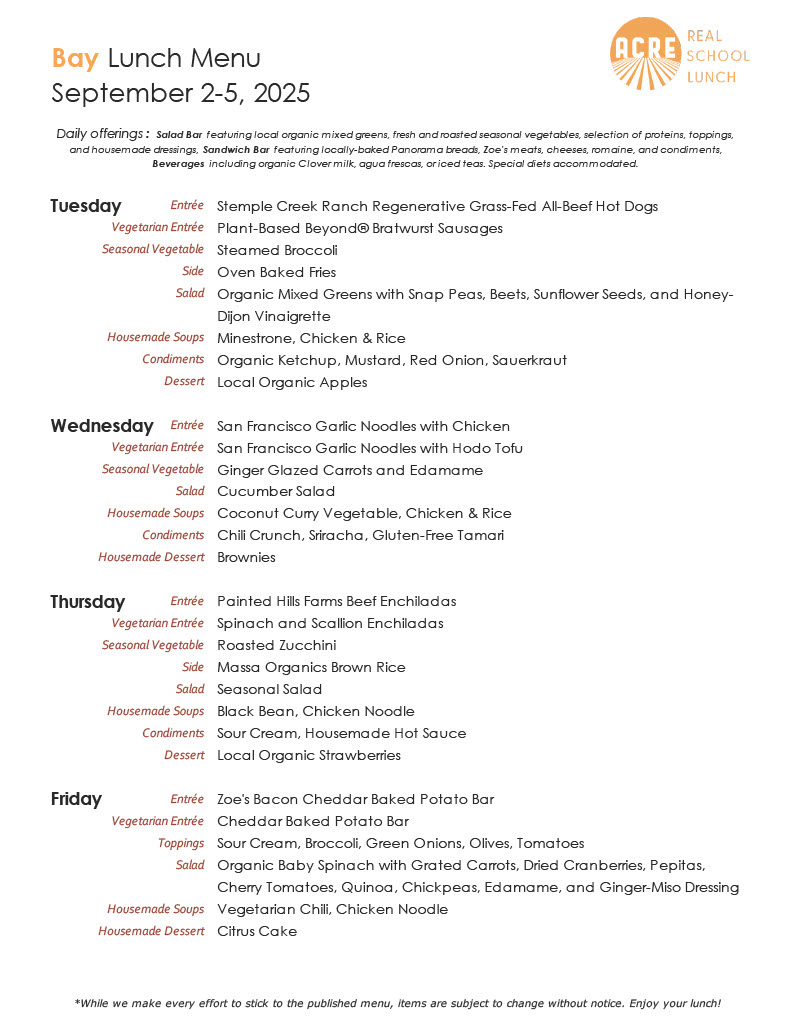 Bay Lunch Menu
September 2-5, 2025
ACRE REAL
SCHOOL
LUNCH
Daily offerings : Salad Bar featuring local organic mixed greens, fresh and roasted seasonal vegetables, selection of proteins, toppings,
and housemade dressings, Sandwich Bar featuring locally-baked Panorama breads, Zoe's meats, cheeses, romaine, and condiments,
Beverages including organic Clover milk, agua frescas, or iced teas. Special diets accommodated.
Tuesday Entrée Stemple Creek Ranch Regenerative Grass-Fed All-Beef Hot Dogs
Vegetarian Entrée Plant-Based Beyond® Bratwurst Sausages
Seasonal Vegetable Steamed Broccoli
Side Oven Baked Fries
Salad Organic Mixed Greens with Snap Peas, Beets, Sunflower Seeds, and Honey-
Dijon Vinaigrette
Housemade Soups Minestrone, Chicken & Rice
Condiments Organic Ketchup, Mustard, Red Onion, Sauerkraut
Dessert Local Organic Apples
Wednesday Entrée San Francisco Garlic Noodles with Chicken
Vegetarian Entrée San Francisco Garlic Noodles with Hodo Tofu
Seasonal Vegetable Ginger Glazed Carrots and Edamame
Salad Cucumber Salad
Housemade Soups Coconut Curry Vegetable, Chicken & Rice
Condiments Chili Crunch, Sriracha, Gluten-Free Tamari
Housemade Dessert Brownies
Thursday Entrée Painted Hills Farms Beef Enchiladas
Vegetarian Entrée Spinach and Scallion Enchiladas
Seasonal Vegetable Roasted Zucchini
Side Massa Organics Brown Rice
Salad Seasonal Salad
Housemade Soups Black Bean, Chicken Noodle
Condiments Sour Cream, Housemade Hot Sauce
Dessert Local Organic Strawberries
Friday Entrée Zoe's Bacon Cheddar Baked Potato Bar
Vegetarian Entrée Cheddar Baked Potato Bar
Toppings Sour Cream, Broccoli, Green Onions, Olives, Tomatoes
Salad Organic Baby Spinach with Grated Carrots, Dried Cranberries, Pepitas,
Cherry Tomatoes, Quinoa, Chickpeas, Edamame, and Ginger-Miso Dressing
Housemade Soups Vegetarian Chili, Chicken Noodle
Housemade Dessert Citrus Cake
*While we make every effort to stick to the published menu, items are subject to change without notice. Enjoy your lunch!